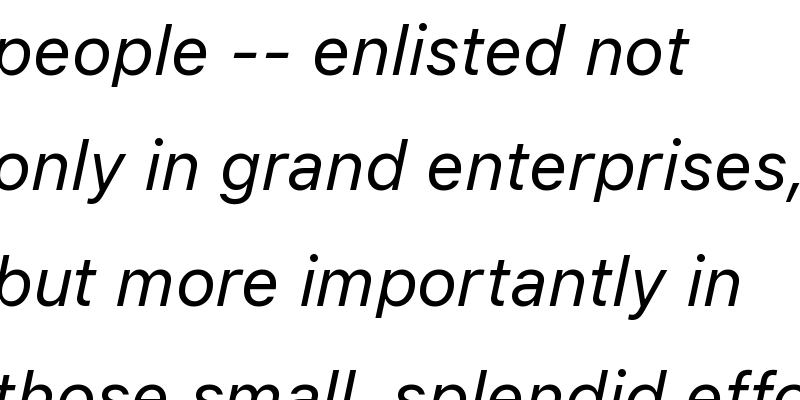 people -- enlisted not
only in grand enterprises,
but more importantly in
those small, splendid